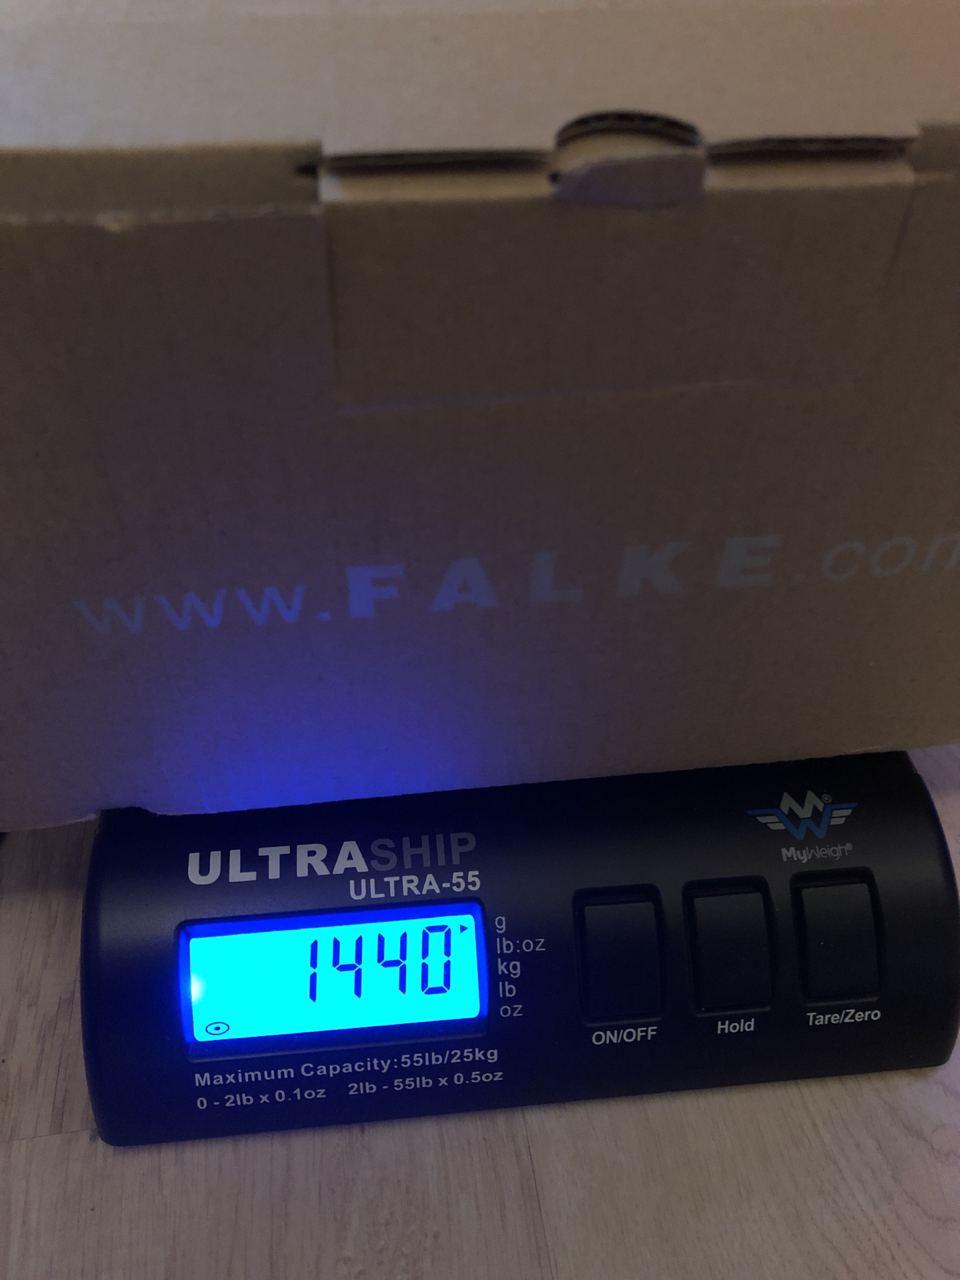 www.FALKE.com
MW®
MyWeigh®
ULTRASHIP
ULTRA-55
1440
g
lb:oz
kg
lb
oz
ON/OFF
Hold
Tare/Zero
Maximum Capacity:55lb/25kg
0 - 2lb x 0.1oz 2lb - 55lb x 0.5oz